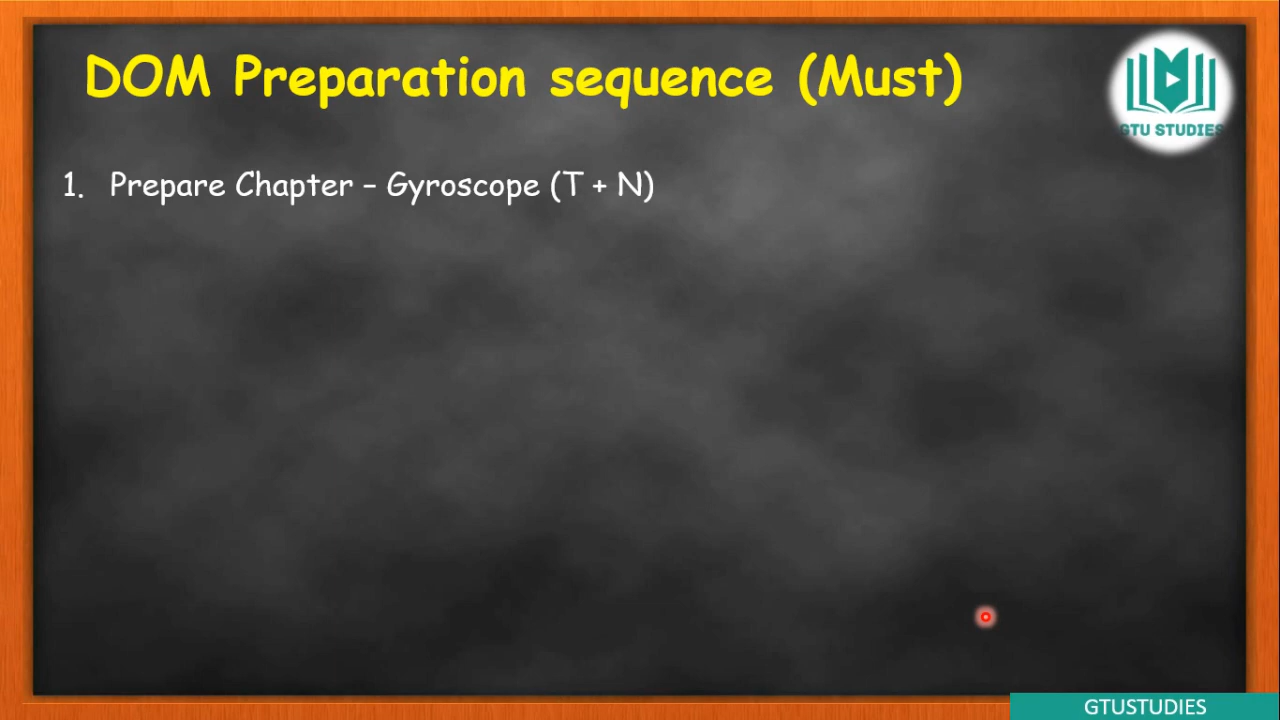 DOM Preparation sequence (Must)
GTU STUDIES
1. Prepare Chapter – Gyroscope (T + N)
GTUSTUDIES